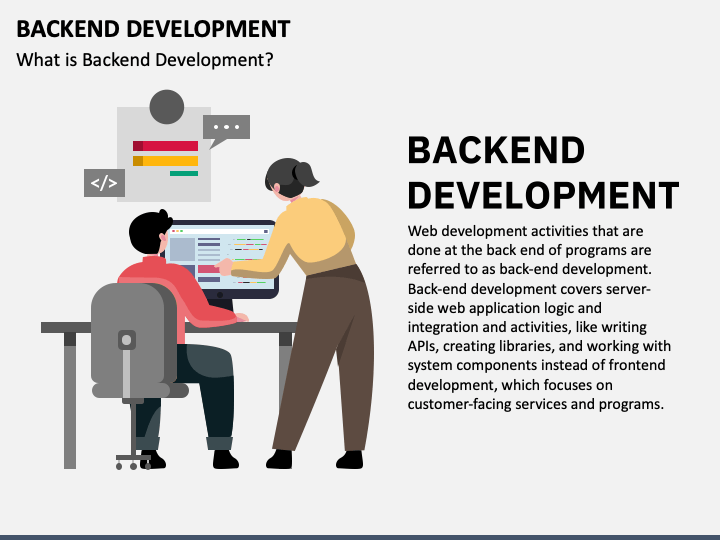 BACKEND DEVELOPMENT
What is Backend Development?
</>
BACKEND
DEVELOPMENT
Web development activities that are
done at the back end of programs are
referred to as back-end development.
Back-end development covers server-
side web application logic and
integration and activities, like writing
APIs, creating libraries, and working with
system components instead of frontend
development, which focuses on
customer-facing services and programs.